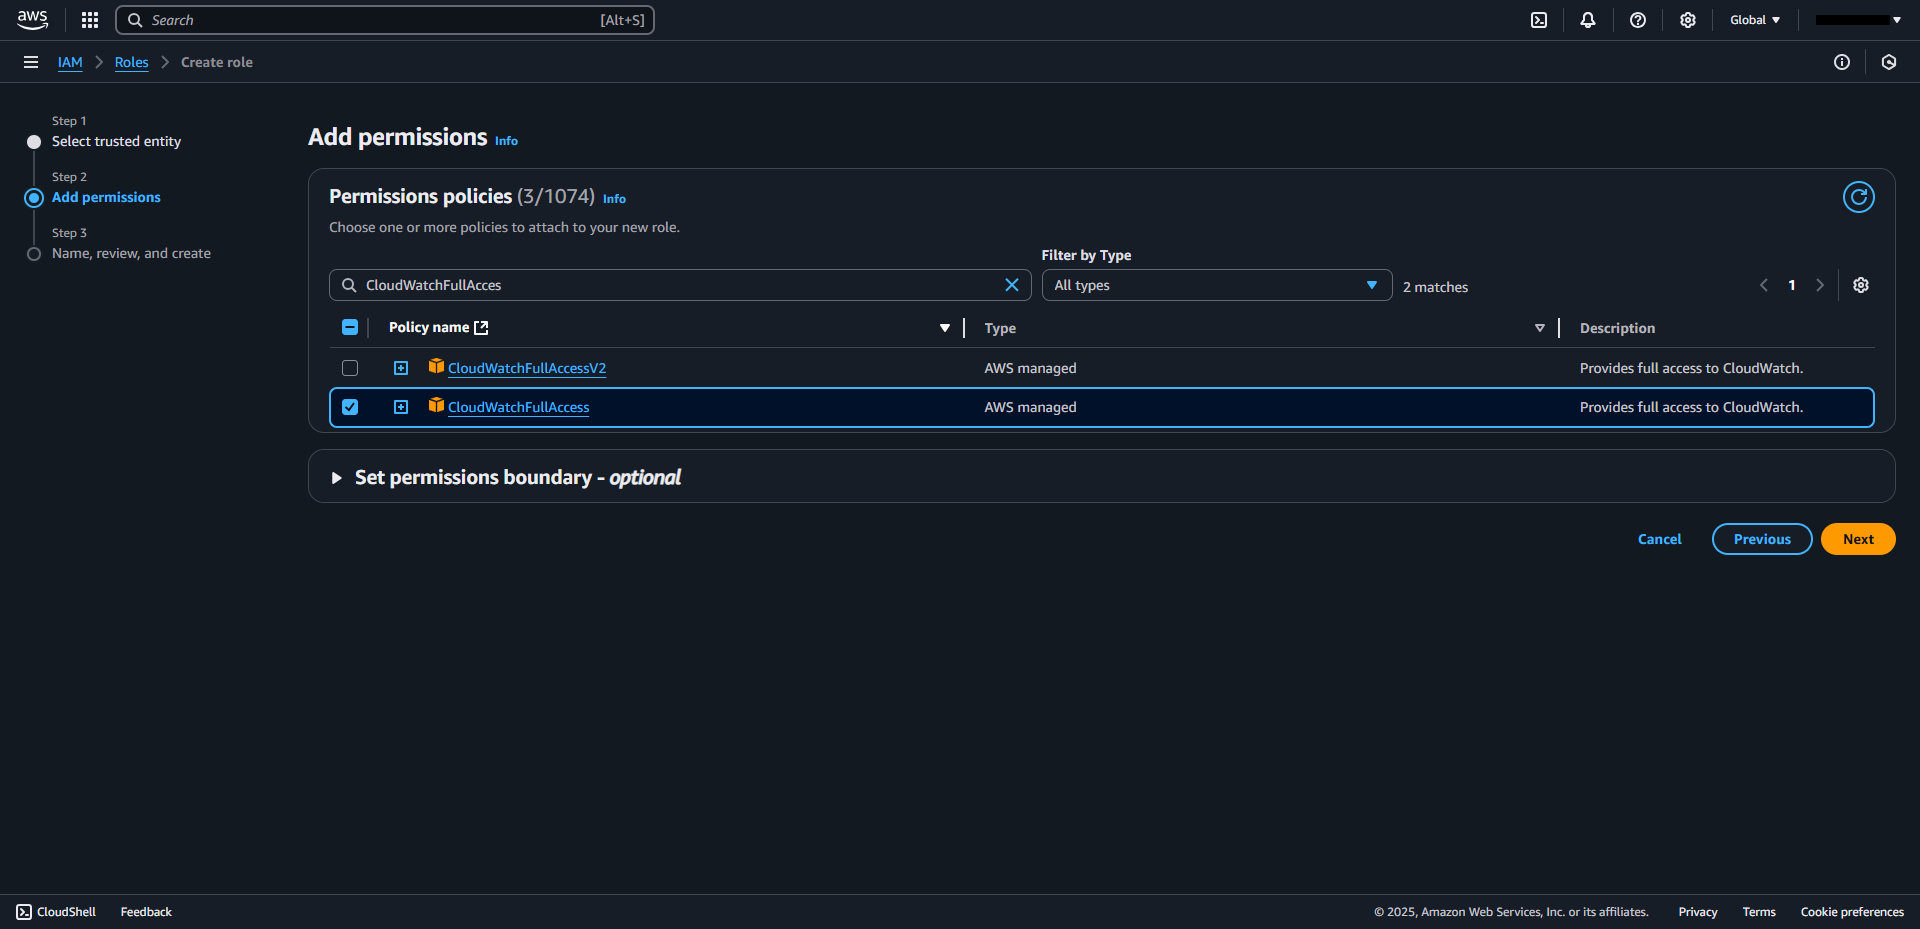 aws
Search [Alt+S]
Global
IAM
Roles
Create role
Step 1
Select trusted entity
Step 2
Add permissions
Step 3
Name, review, and create
Add permissions Info
Permissions policies (3/1074) Info
Choose one or more policies to attach to your new role.
Filter by Type
CloudWatchFullAcces
All types
2 matches
1
Policy name
Type
Description
CloudWatchFullAccessV2
AWS managed
Provides full access to CloudWatch.
CloudWatchFullAccess
AWS managed
Provides full access to CloudWatch.
Set permissions boundary - optional
Cancel
Previous
Next
CloudShell
Feedback
© 2025, Amazon Web Services, Inc. or its affiliates.
Privacy
Terms
Cookie preferences